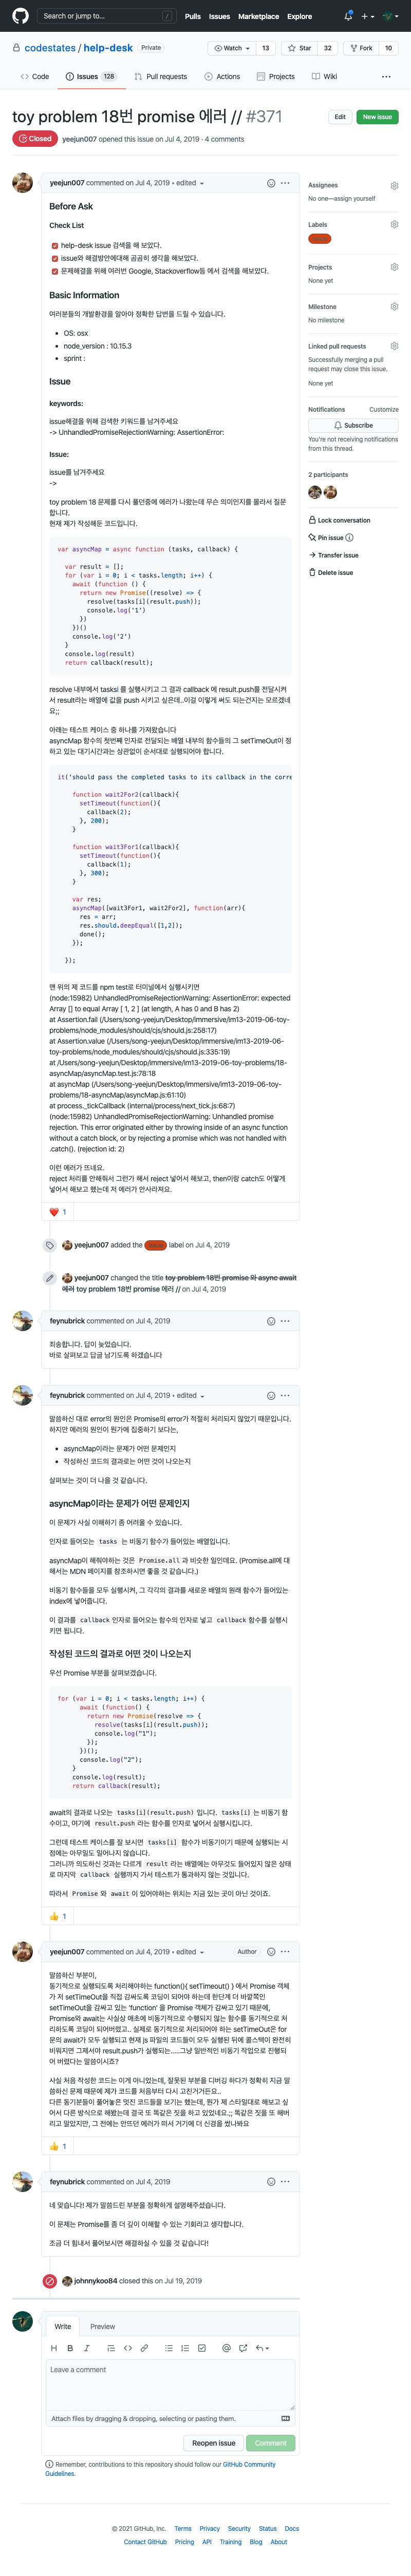 Search or jump to... /
Pulls Issues Marketplace Explore
codestates / help-desk Private
Watch 13 Star 32 Fork 10
Code Issues 128 Pull requests Actions Projects Wiki ...
toy problem 18번 promise 에러 // #371
Edit New issue
Closed yeejun007 opened this issue on Jul 4, 2019 · 4 comments
yeejun007 commented on Jul 4, 2019 • edited
Before Ask
Check List
help-desk issue 검색을 해 보았다.
issue와 해결방안에대해 곰곰히 생각을 해보았다.
문제해결을 위해 여러번 Google, Stackoverflow등 에서 검색을 해보았다.
Basic Information
여러분들의 개발환경을 알아야 정확한 답변을 드릴 수 있습니다.
• OS: osx
• node_version : 10.15.3
• sprint :
Issue
keywords:
issue해결을 위해 검색한 키워드를 남겨주세요
-> UnhandledPromiseRejectionWarning: AssertionError:
Issue:
issue를 남겨주세요
->
toy problem 18 문제를 다시 풀던중에 에러가 나왔는데 무슨 의미인지를 몰라서 질문
합니다.
현재 제가 작성해둔 코드입니다.
var asyncMap = async function (tasks, callback) {
var result = [];
for (var i = 0; i < tasks.length; i++) {
await (function () {
return new Promise((resolve) => {
resolve(tasks[i](result.push));
console.log('1')
})
})()
console.log('2')
}
console.log(result)
return callback(result);
resolve 내부에서 tasksi 를 실행시키고 그 결과 callback 에 result.push를 전달시켜
서 result라는 배열에 값을 push 시키고 싶은데..이걸 이렇게 써도 되는건지는 모르겠네
요;;
아래는 테스트 케이스 중 하나를 가져왔습니다
asyncMap 함수의 첫번째 인자로 전달되는 배열 내부의 함수들의 그 setTimeOut이 정
하고 있는 대기시간과는 상관없이 순서대로 실행되어야 합니다.
it('should pass the completed tasks to its callback in the corre
function wait2For2(callback){
setTimeout(function(){
callback(2);
}, 200);
}
function wait3For1(callback){
setTimeout(function(){
callback(1);
}, 300);
}
var res;
asyncMap([wait3For1, wait2For2], function(arr){
res = arr;
res.should.deepEqual([1,2]);
done();
});
});
맨 위의 제 코드를 npm test로 터미널에서 실행시키면
(node:15982) UnhandledPromiseRejectionWarning: AssertionError: expected
Array [] to equal Array [ 1, 2 ] (at length, A has 0 and B has 2)
at Assertion.fail (/Users/song-yeejun/Desktop/immersive/im13-2019-06-toy-
problems/node_modules/should/cjs/should.js:258:17)
at Assertion.value (/Users/song-yeejun/Desktop/immersive/im13-2019-06-
toy-problems/node_modules/should/cjs/should.js:335:19)
at /Users/song-yeejun/Desktop/immersive/im13-2019-06-toy-problems/18-
asyncMap/asyncMap.test.js:78:18
at asyncMap (/Users/song-yeejun/Desktop/immersive/im13-2019-06-toy-
problems/18-asyncMap/asyncMap.js:61:10)
at process._tickCallback (internal/process/next_tick.js:68:7)
(node:15982) UnhandledPromiseRejectionWarning: Unhandled promise
rejection. This error originated either by throwing inside of an async function
without a catch block, or by rejecting a promise which was not handled with
.catch(). (rejection id: 2)
이런 에러가 뜨네요.
reject 처리를 안해줘서 그런가 해서 reject 넣어서 해보고, then이랑 catch도 어떻게
넣어서 해보고 했는데 저 에러가 안사라져요.
❤️ 1
yeejun007 added the label on Jul 4, 2019
yeejun007 changed the title toy problem 18번 promise 와 async await
에러 toy problem 18번 promise 에러 // on Jul 4, 2019
feynubrick commented on Jul 4, 2019
죄송합니다. 답이 늦었습니다.
바로 살펴보고 답글 남기도록 하겠습니다
feynubrick commented on Jul 4, 2019 • edited
말씀하신 대로 error의 원인은 Promise의 error가 적절히 처리되지 않았기 때문입니다.
하지만 에러의 원인이 뭔가에 집중하기 보다는,
• asyncMap이라는 문제가 어떤 문제인지
• 작성하신 코드의 결과로는 어떤 것이 나오는지
살펴보는 것이 더 나을 것 같습니다.
asyncMap이라는 문제가 어떤 문제인지
이 문제가 사실 이해하기 좀 어려울 수 있습니다.
인자로 들어오는 tasks 는 비동기 함수가 들어있는 배열입니다.
asyncMap이 해줘야하는 것은 Promise.all 과 비슷한 일인데요. (Promise.all에 대
해서는 MDN 페이지를 참조하시면 좋을 것 같습니다.)
비동기 함수들을 모두 실행시켜, 그 각각의 결과를 새로운 배열의 원래 함수가 들어있는
index에 넣어줍니다.
이 결과를 callback 인자로 들어오는 함수의 인자로 넣고 callback 함수를 실행시
키면 됩니다.
작성된 코드의 결과로 어떤 것이 나오는지
우선 Promise 부분을 살펴보겠습니다.
for (var i = 0; i < tasks.length; i++) {
await (function() {
return new Promise(resolve => {
resolve(tasks[i](result.push));
console.log("1");
});
})();
console.log("2");
}
console.log(result);
return callback(result);
await의 결과로 나오는 tasks[i](result.push) 입니다. tasks[i] 는 비동기 함
수이고, 여기에 result.push 라는 함수를 인자로 넣어서 실행시킵니다.
그런데 테스트 케이스를 잘 보시면 tasks[i] 함수가 비동기이기 때문에 실행되는 시
점에는 아무일도 일어나지 않습니다.
그러니까 의도하신 것과는 다르게 result 라는 배열에는 아무것도 들어있지 않은 상태
로 마지막 callback 실행까지 가서 테스트가 통과하지 않는 것입니다.
따라서 Promise 와 await 이 있어야하는 위치는 지금 있는 곳이 아닌 것이죠.
👍 1
yeejun007 commented on Jul 4, 2019 • edited Author
말씀하신 부분이,
동기적으로 실행되도록 처리해야하는 function(){ setTimeout() } 에서 Promise 객체
가 저 setTimeOut을 직접 감싸도록 코딩이 되어야 하는데 한단계 더 바깥쪽인
setTimeOut을 감싸고 있는 'function' 을 Promise 객체가 감싸고 있기 때문에,
Promise와 await는 사실상 애초에 비동기적으로 수행되지 않는 함수를 동기적으로 처
리하도록 코딩이 되어버렸고.. 실제로 동기적으로 처리되어야 하는 setTimeOut은 for
문의 await가 모두 실행되고 현재 js 파일의 코드들이 모두 실행된 뒤에 콜스택이 완전히
비워지면 그제서야 result.push가 실행되는.....그냥 일반적인 비동기 작업으로 진행되
어 버렸다는 말씀이시죠?
사실 처음 작성한 코드는 이게 아니었는데, 잘못된 부분을 디버깅 하다가 정확히 지금 말
씀하신 문제 때문에 제가 코드를 처음부터 다시 고친거거든요..
다른 동기분들이 풀어놓은 멋진 코드들을 보기는 했는데, 뭔가 제 스타일대로 해보고 싶
어서 다른 방식으로 해봤는데 결국 또 똑같은 짓을 하고 있었네요.;; 똑같은 짓을 또 해버
리고 말았지만, 그 전에는 안뜨던 에러가 떠서 거기에 더 신경을 썼나봐요
👍 1
feynubrick commented on Jul 4, 2019
네 맞습니다! 제가 말씀드린 부분을 정확하게 설명해주셨습니다.
이 문제는 Promise를 좀 더 깊이 이해할 수 있는 기회라고 생각합니다.
조금 더 힘내서 풀어보시면 해결하실 수 있을 것 같습니다!
johnnykoo84 closed this on Jul 19, 2019
Write Preview
Leave a comment
Attach files by dragging & dropping, selecting or pasting them.
Reopen issue Comment
Remember, contributions to this repository should follow our GitHub Community
Guidelines.
Assignees
No one—assign yourself
Labels
Projects
None yet
Milestone
No milestone
Linked pull requests
Successfully merging a pull
request may close this issue.
None yet
Notifications Customize
Subscribe
You're not receiving notifications
from this thread.
2 participants
Lock conversation
Pin issue
Transfer issue
Delete issue
© 2021 GitHub, Inc. Terms Privacy Security Status Docs
Contact GitHub Pricing API Training Blog About